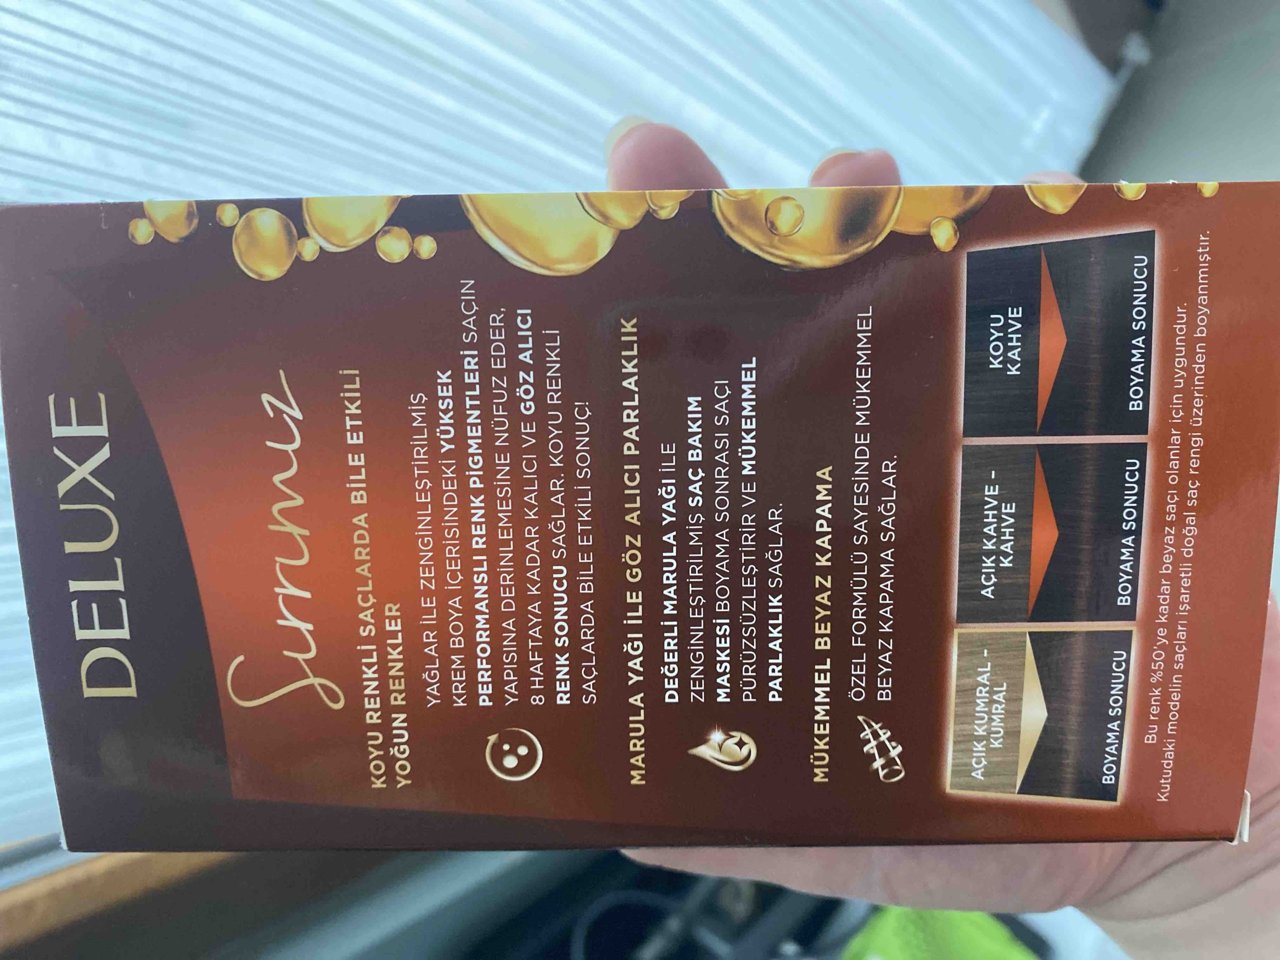 DELUXE
Sırrımız
KOYU RENKLİ SAÇLARDA BİLE ETKİLİ
YOĞUN RENKLER
YAĞLAR İLE ZENGİNLEŞTİRİLMİŞ
KREM BOYA İÇERİSİNDEKİ YÜKSEK
PERFORMANSLI RENK PİGMENTLERİ SAÇIN
YAPISINA DERİNLEMESİNE NÜFUZ EDER,
8 HAFTAYA KADAR KALICI VE GÖZ ALICI
RENK SONUCU SAĞLAR. KOYU RENKLİ
SAÇLARDA BİLE ETKİLİ SONUÇ!
MARULA YAĞI İLE GÖZ ALICI PARLAKLIK
DEĞERLİ MARULA YAĞI İLE
ZENGİNLEŞTİRİLMİŞ SAÇ BAKIM
MASKESİ BOYAMA SONRASI SAÇI
PÜRÜZSÜZLEŞTİRİR VE MÜKEMMEL
PARLAKLIK SAĞLAR.
MÜKEMMEL BEYAZ KAPAMA
ÖZEL FORMÜLÜ SAYESİNDE MÜKEMMEL
BEYAZ KAPAMA SAĞLAR.
AÇIK KUMRAL -
KUMRAL
BOYAMA SONUCU
AÇIK KAHVE -
KAHVE
BOYAMA SONUCU
KOYU
KAHVE
BOYAMA SONUCU
Bu renk %50'ye kadar beyaz saçı olanlar için uygundur.
Kutudaki modelin saçları işaretli doğal saç rengi üzerinden boyanmıştır.